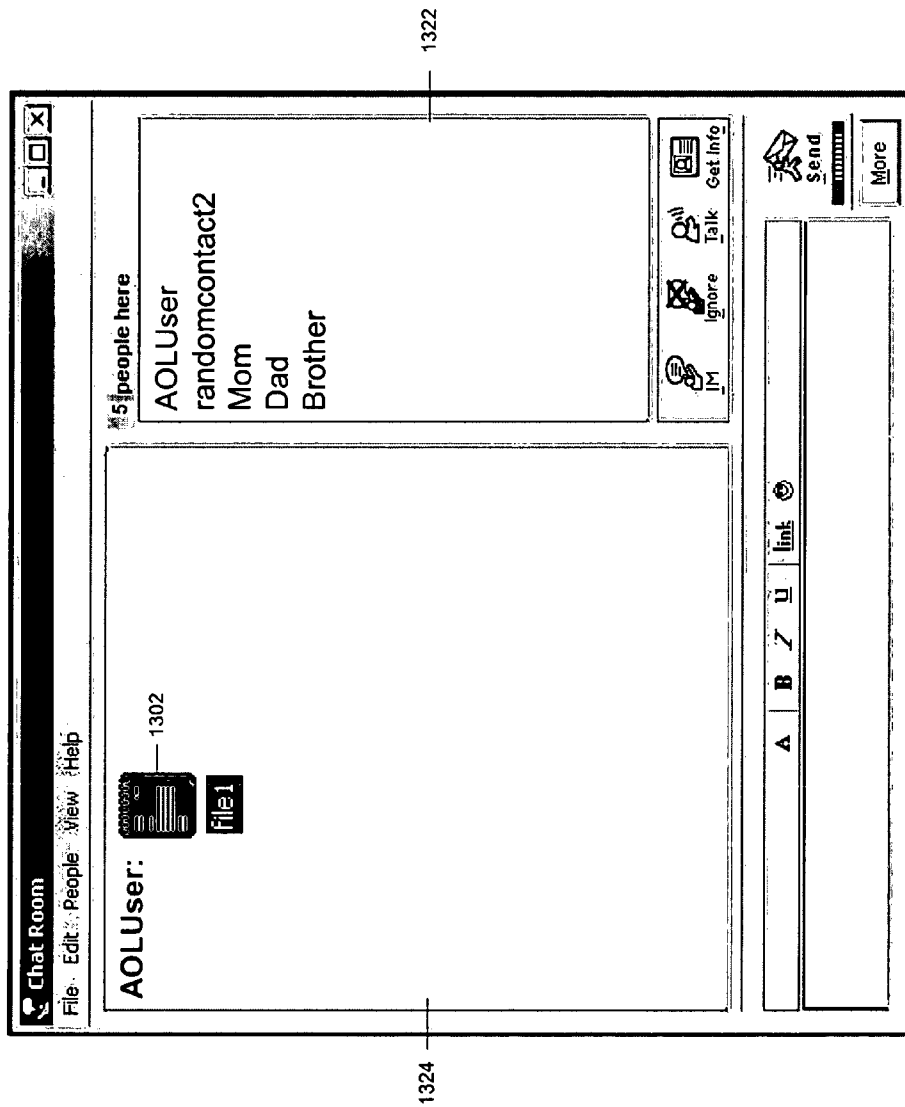 Chat Room
File Edit People View Help
5 people here
AOLUser:
1302
File1
AOLUser
randomcontact2
Mom
Dad
Brother
1324
1322
IM Ignore Talk Get Info
A B I U link
Send
More